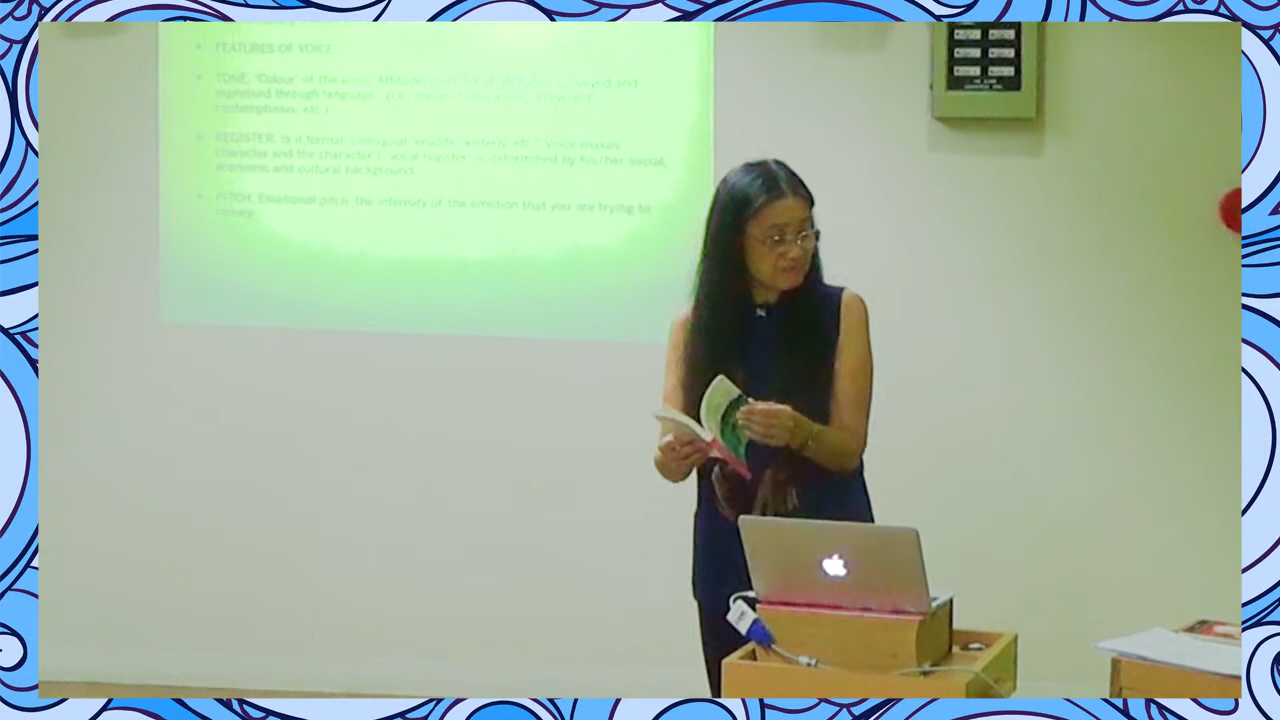 FEATURES OF VOICE
TONE. 'Colour' of the voice. Attitude and
expressed through language. (i.e.
contemptuous, etc.)
REGISTER. Is it formal, colloquial, erudite, writerly, etc.? Voice makes
character and the character's 'social register' is determined by his/her social,
economic and cultural background.
PITCH. Emotional pitch, the intensity of the emotion that you are trying to
convey.